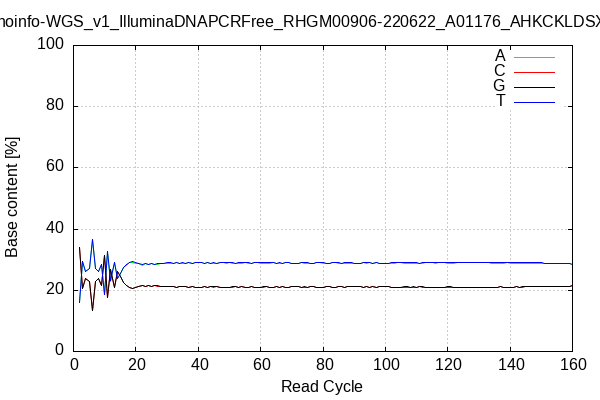 noinfo-WGS_v1_IlluminaDNAPCRFree_RHGM00906-220622_A01176_AHKCKLDSX
100
80
60
40
20
0
Base content [%]
A
C
G
T
0 20 40 60 80 100 120 140 160
Read Cycle